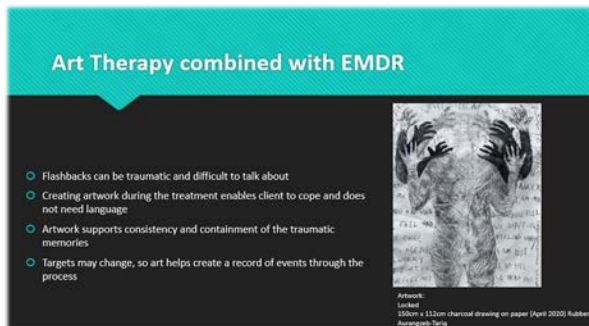 Art Therapy combined with EMDR
Flashbacks can be traumatic and difficult to talk about
Creating artwork during the treatment enables client to cope and does
not need language
Artwork supports consistency and containment of the traumatic
memories
Targets may change, so art helps create a record of events through the
process
Artwork:
Locked
150cm x 112cm charcoal drawing on paper (April 2020) Rubben
Aurangzeb-Tariq